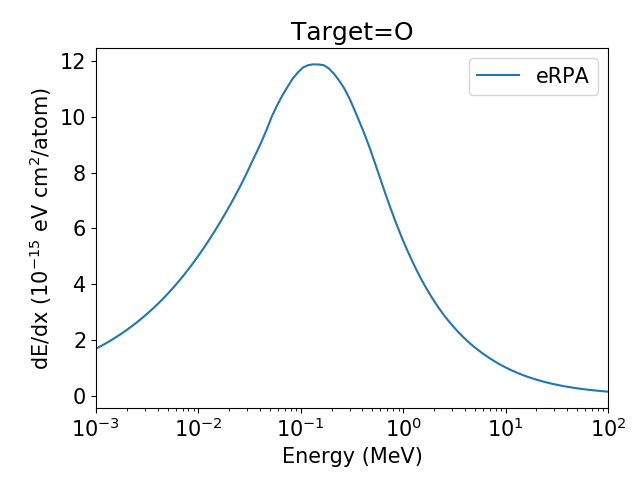 Target=O
eRPA
dE/dx (10⁻¹⁵ eV cm²/atom)
12
10
8
6
4
2
0
10⁻³ 10⁻² 10⁻¹ 10⁰ 10¹ 10²
Energy (MeV)